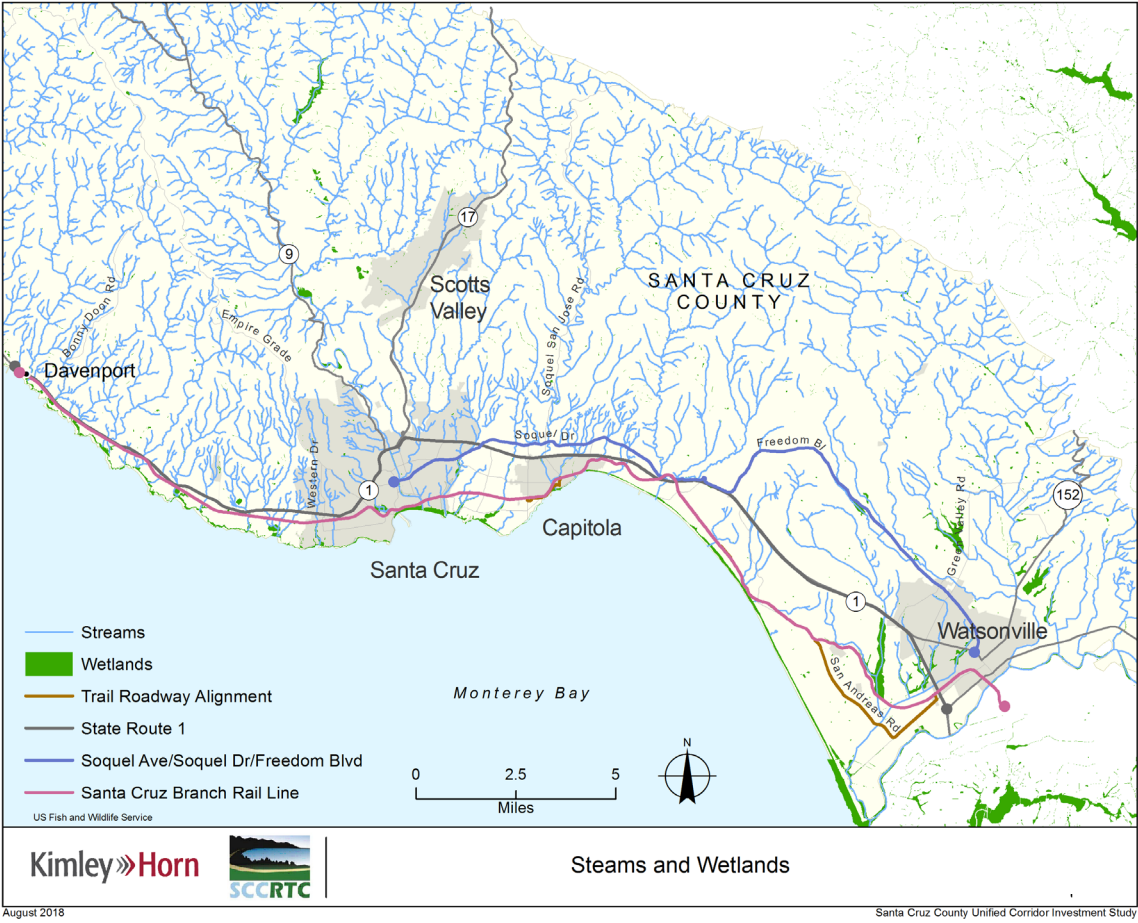 17
9
Scotts
Valley
SANTA CRUZ
COUNTY
Bonny Doon Rd
Empire Grade
Soquel San Jose Rd
Davenport
Western Dr
Soquel Dr
Freedom Bl
1
152
Green Valley Rd
Capitola
Santa Cruz
1
Watsonville
San Andreas Rd
Monterey Bay
Streams
Wetlands
Trail Roadway Alignment
State Route 1
Soquel Ave/Soquel Dr/Freedom Blvd
Santa Cruz Branch Rail Line
US Fish and Wildlife Service
0 2.5 5
Miles
N
Kimley»Horn
SCCRTC
Steams and Wetlands
August 2018
Santa Cruz County Unified Corridor Investment Study